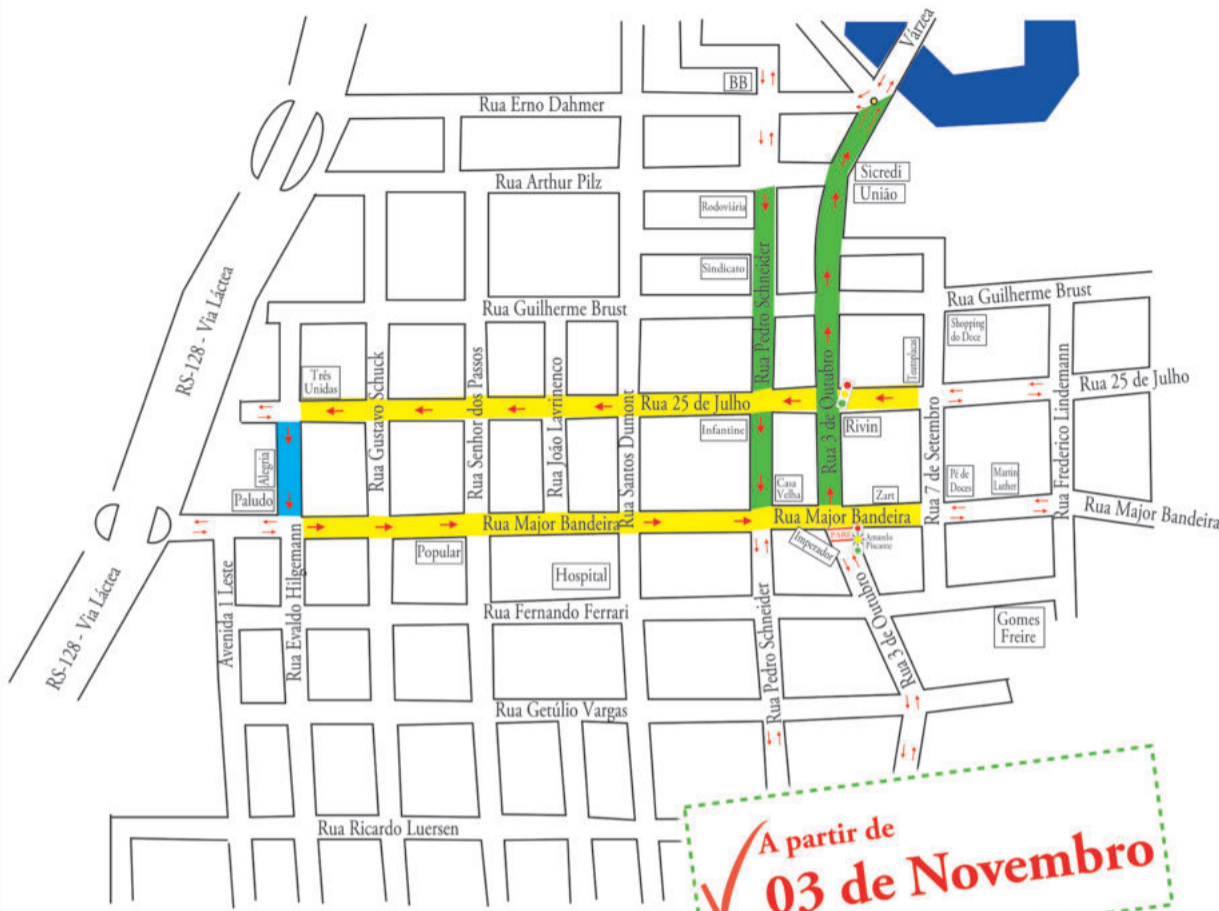 Várzea
BB
Rua Erno Dahmer
Sicredi
União
Rua Arthur Pilz
Rodoviária
Sindicato
Rua Pedro Schneider
Rua Guilherme Brust
Rua Guilherme Brust
RS-128 - Via Láctea
Shopping
do Doce
Três
Unidas
Rua Gustavo Schuck
Rua Senhor dos Passos
Rua João Lavrinenco
Rua Santos Dumont
Rua 3 de Outubro
Rua 25 de Julho
Rua 25 de Julho
Rua 7 de Setembro
Rua Frederico Lindemann
Infantine
Rivin
Alegria
Paludo
Casa
Velha
Zart
Pé de
Doces
Martin
Luther
Rua Major Bandeira
Rua Major Bandeira
Rua Major Bandeira
PARE
Amarelo
Piscante
Imperador
Popular
Hospital
Avenida 1 Leste
Rua Evaldo Hilgemann
RS-128 - Via Láctea
Rua Fernando Ferrari
Rua Pedro Schneider
Rua 3 de Outubro
Gomes
Freire
Rua Getúlio Vargas
Rua Ricardo Luersen
A partir de
03 de Novembro